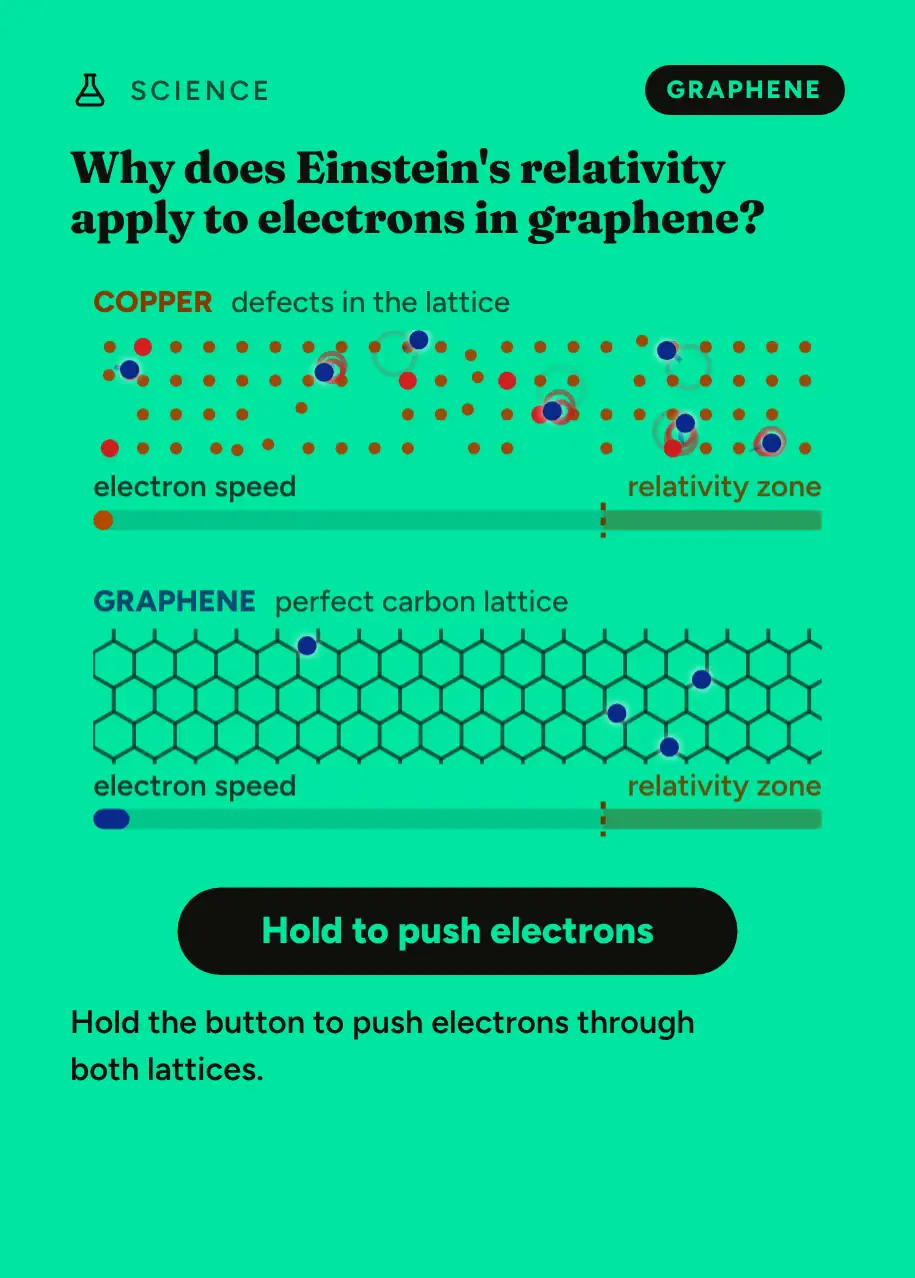 SCIENCE
GRAPHENE
Why does Einstein's relativity
apply to electrons in graphene?
COPPER defects in the lattice
electron speed relativity zone
GRAPHENE perfect carbon lattice
electron speed relativity zone
Hold to push electrons
Hold the button to push electrons through
both lattices.